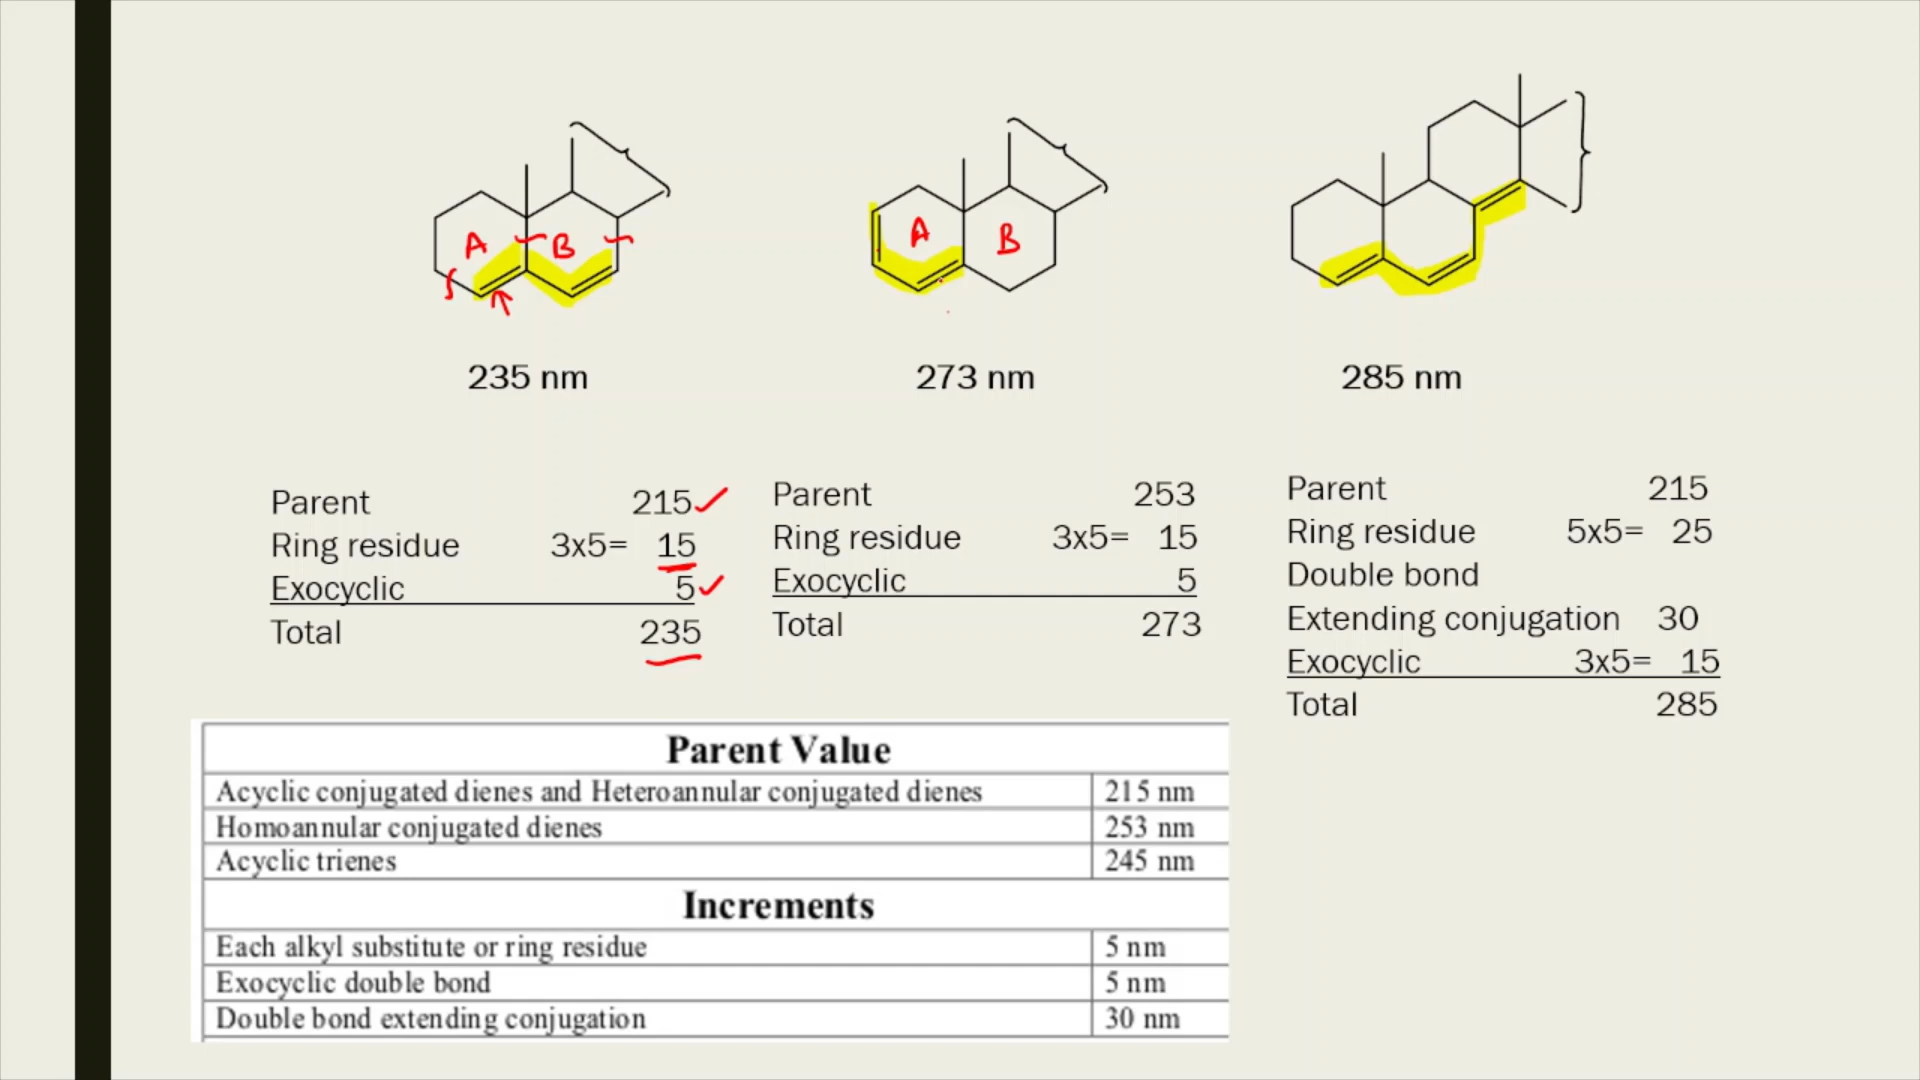 A B
A B
235 nm
273 nm
285 nm
Parent 215
Ring residue 3x5= 15
Exocyclic 5
Total 235
Parent 253
Ring residue 3x5= 15
Exocyclic 5
Total 273
Parent 215
Ring residue 5x5= 25
Double bond
Extending conjugation 30
Exocyclic 3x5= 15
Total 285
Parent Value
Acyclic conjugated dienes and Heteroannular conjugated dienes 215 nm
Homoannular conjugated dienes 253 nm
Acyclic trienes 245 nm
Increments
Each alkyl substitute or ring residue 5 nm
Exocyclic double bond 5 nm
Double bond extending conjugation 30 nm